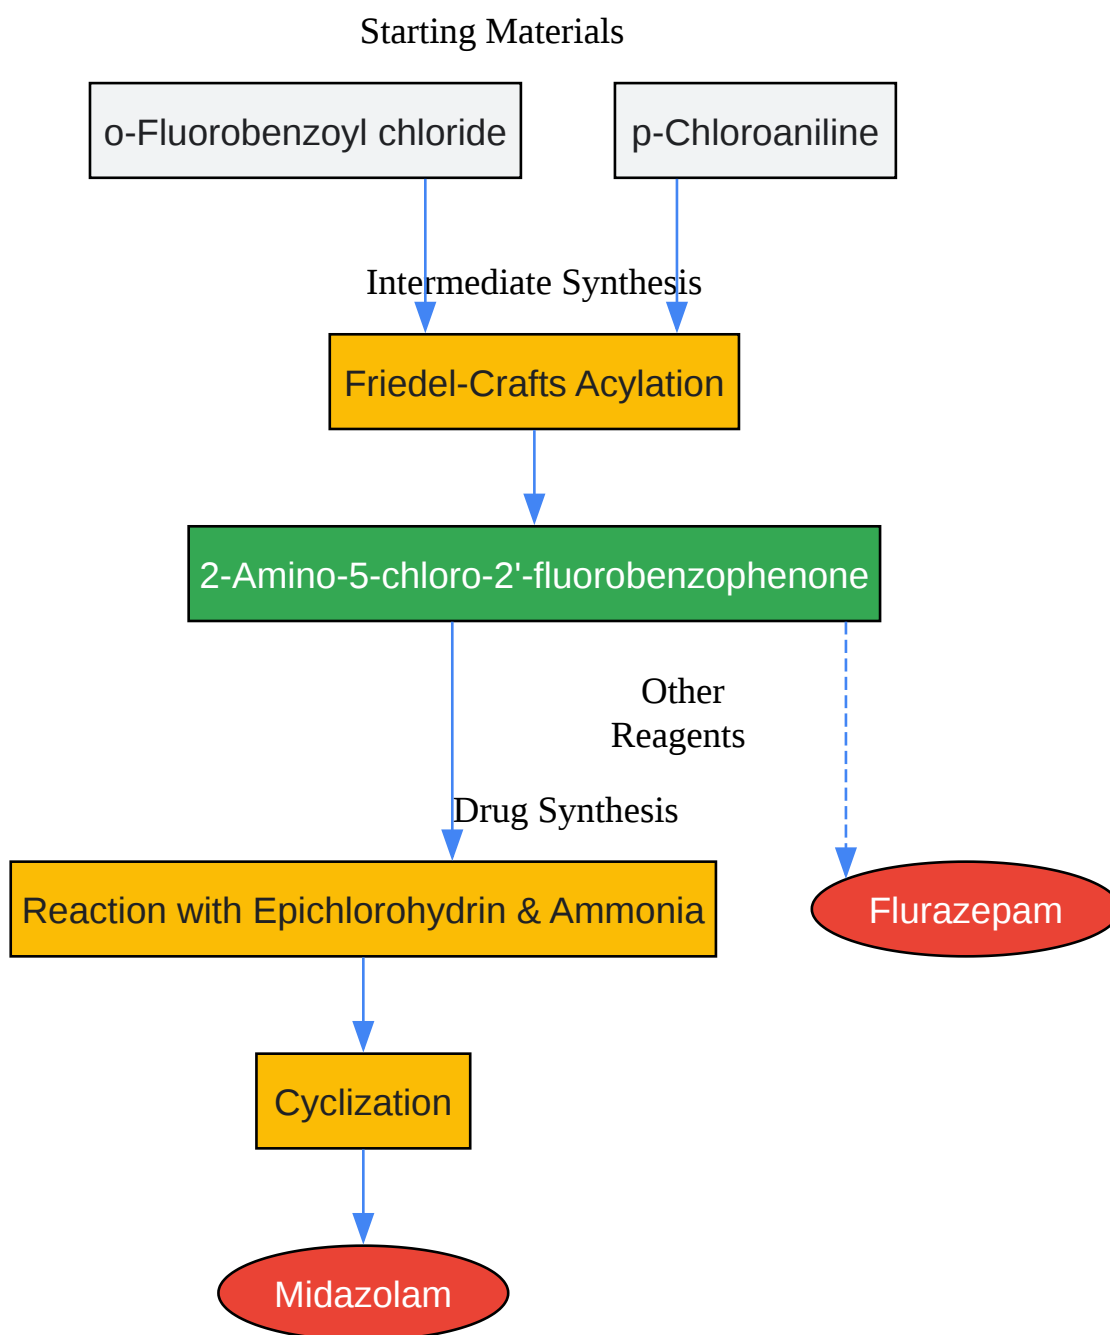 Starting Materials
o-Fluorobenzoyl chloride
p-Chloroaniline
Intermediate Synthesis
Friedel-Crafts Acylation
2-Amino-5-chloro-2'-fluorobenzophenone
Other
Reagents
Drug Synthesis
Reaction with Epichlorohydrin & Ammonia
Flurazepam
Cyclization
Midazolam